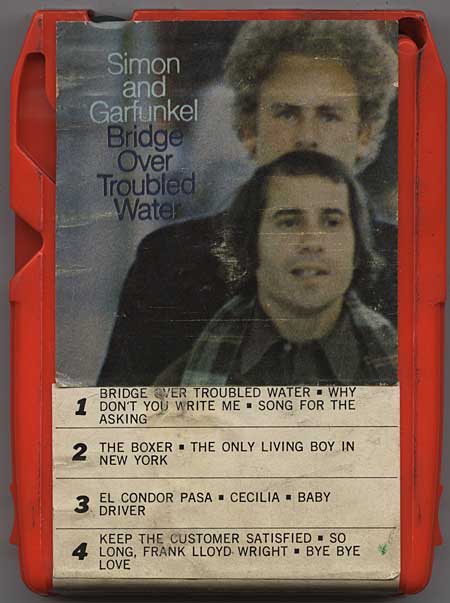 Simon
and
Garfunkel
Bridge
Over
Troubled
Water
1 BRIDGE OVER TROUBLED WATER ▪ WHY
DON'T YOU WRITE ME ▪ SONG FOR THE
ASKING
2 THE BOXER ▪ THE ONLY LIVING BOY IN
NEW YORK
3 EL CONDOR PASA ▪ CECILIA ▪ BABY
DRIVER
4 KEEP THE CUSTOMER SATISFIED ▪ SO
LONG, FRANK LLOYD WRIGHT ▪ BYE BYE
LOVE